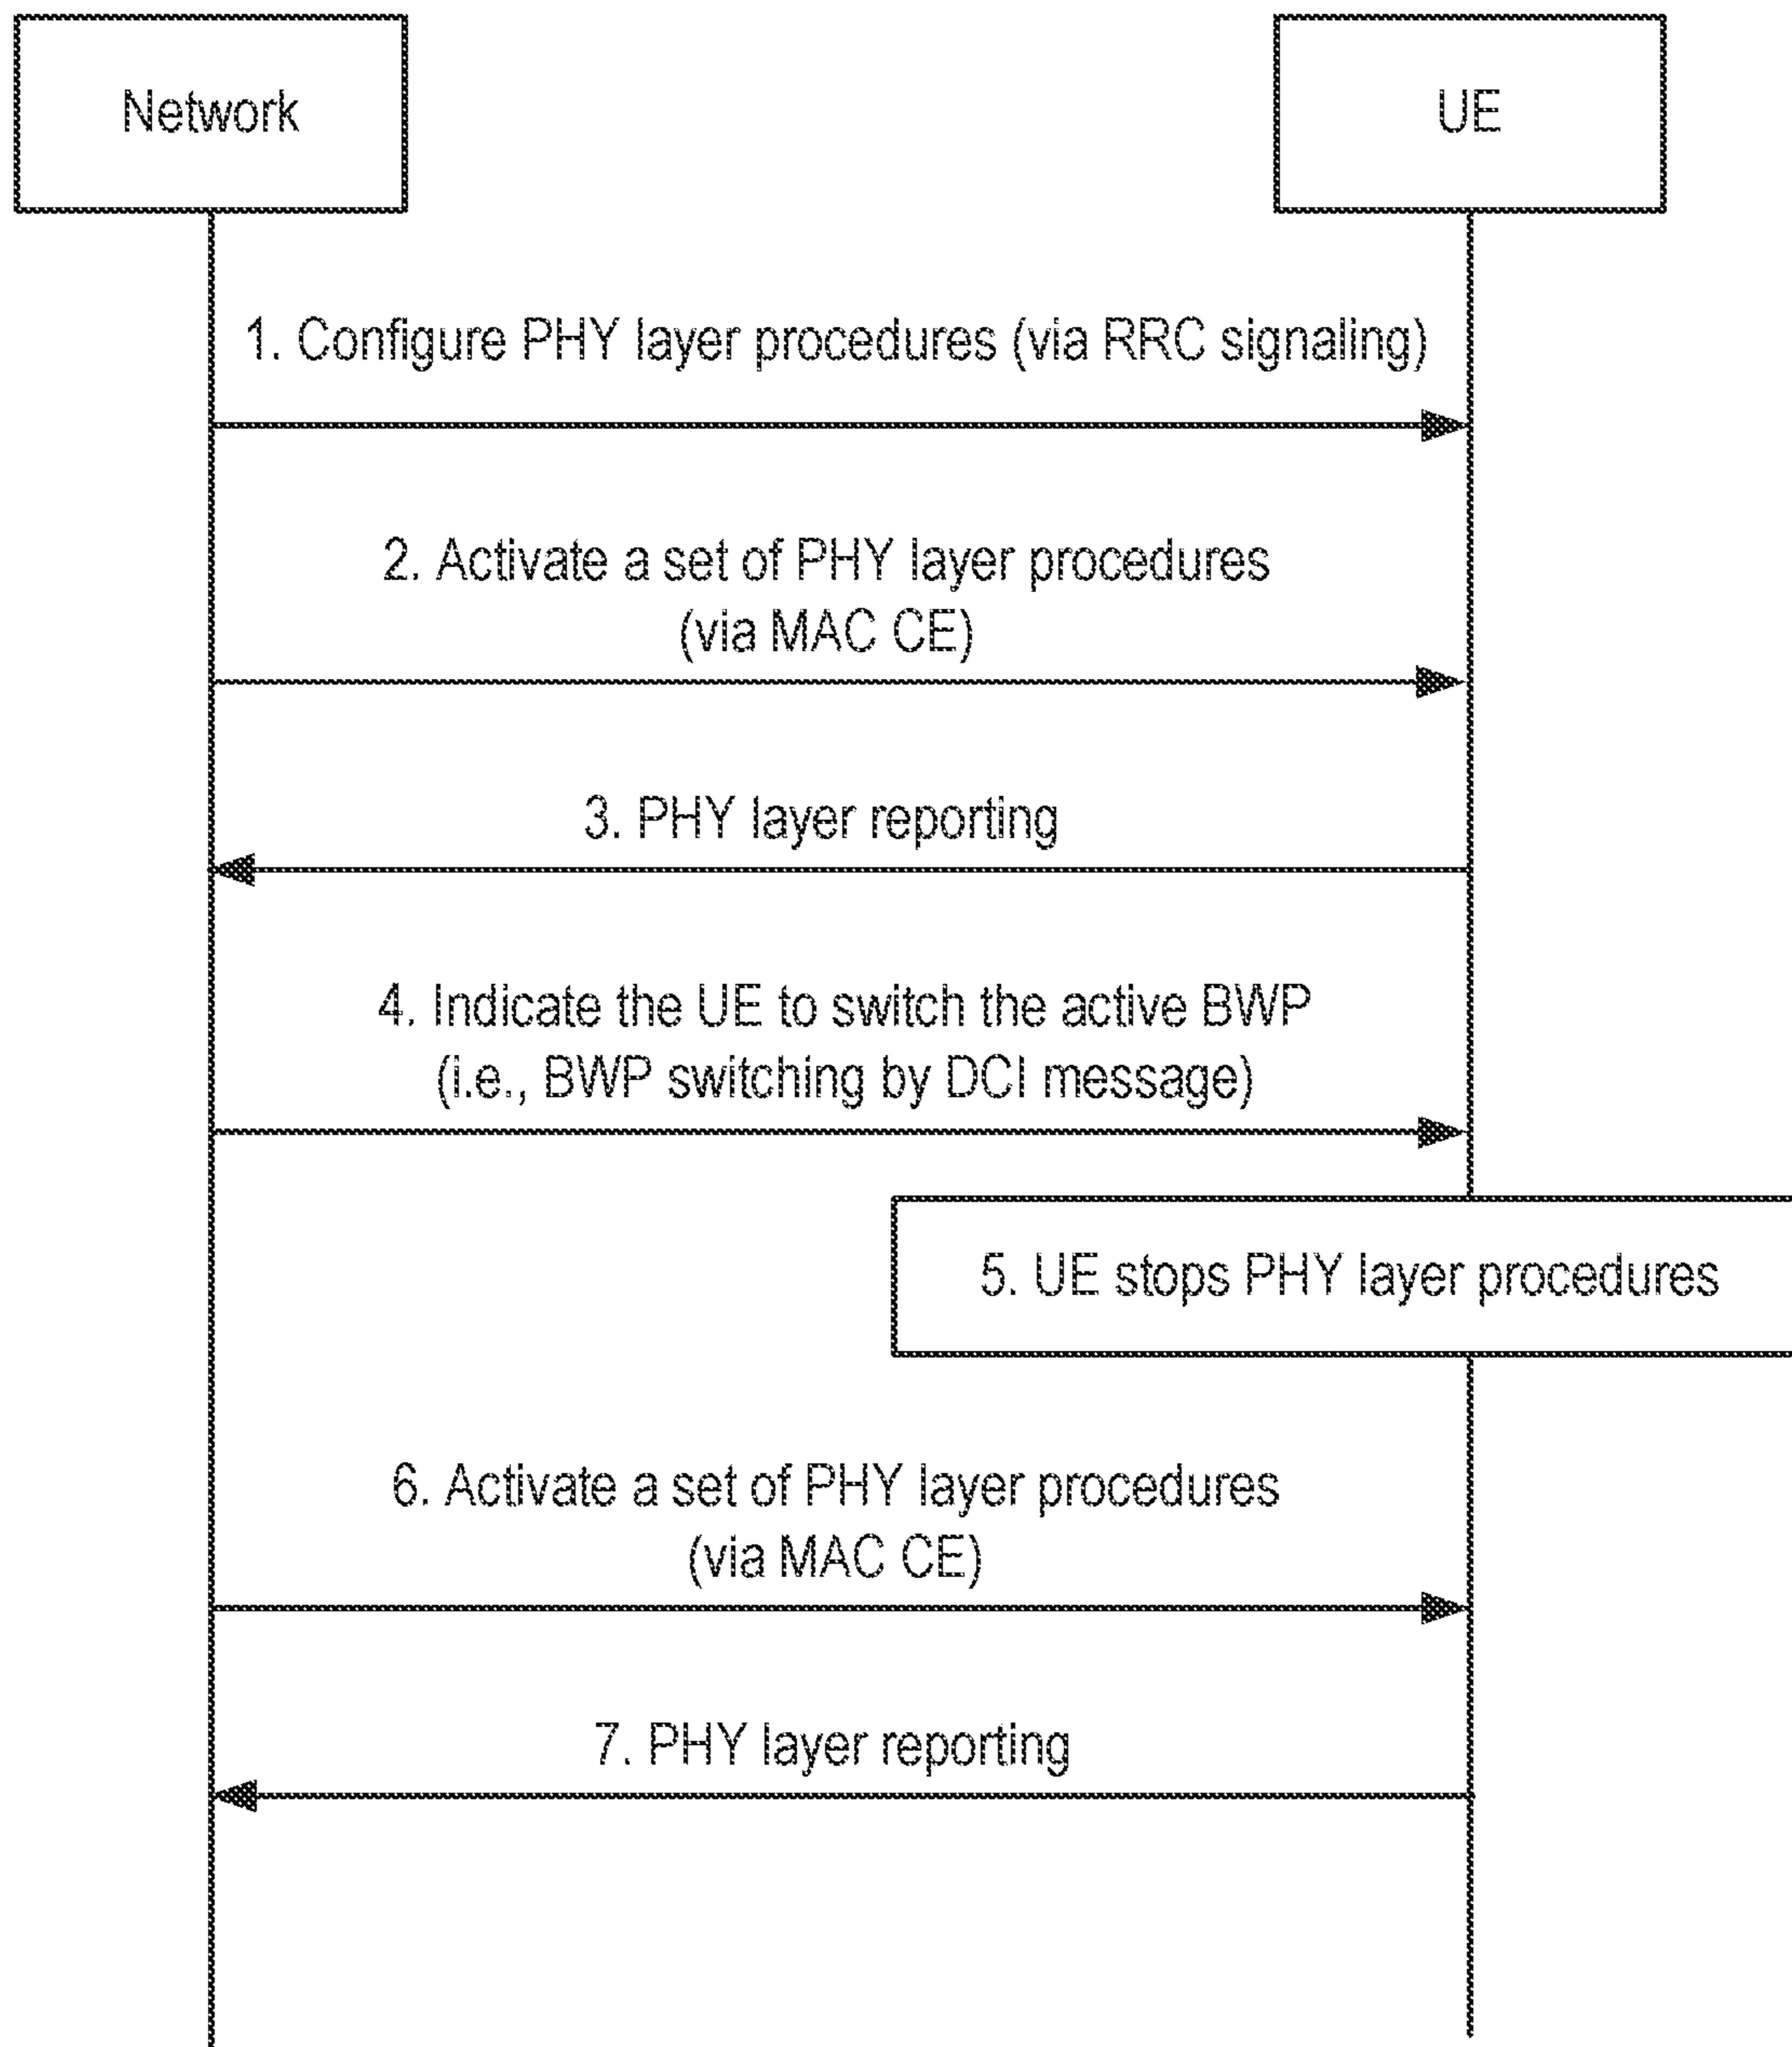 Network
UE
1. Configure PHY layer procedures (via RRC signaling)
2. Activate a set of PHY layer procedures
(via MAC CE)
3. PHY layer reporting
4. Indicate the UE to switch the active BWP
(i.e., BWP switching by DCI message)
5. UE stops PHY layer procedures
6. Activate a set of PHY layer procedures
(via MAC CE)
7. PHY layer reporting